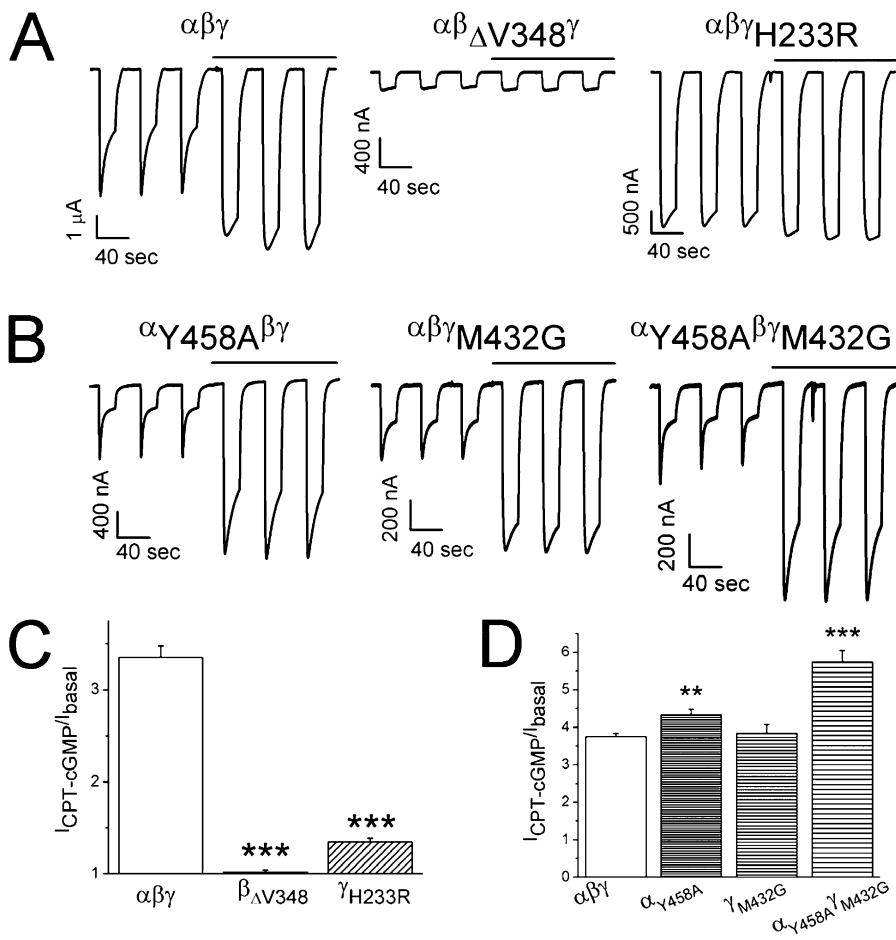 A
αβγ
αβΔV348γ
αβγH233R
1 μA
40 sec
400 nA
40 sec
500 nA
40 sec
B
αY458Aβγ
αβγM432G
αY458AβγM432G
400 nA
40 sec
200 nA
40 sec
200 nA
40 sec
C
ICPT-cGMP/Ibasal
3
2
1
***
***
αβγ
βΔV348
γH233R
D
ICPT-cGMP/Ibasal
6
5
4
3
2
1
0
**
***
αβγ
αY458A
γM432G
αY458AγM432G